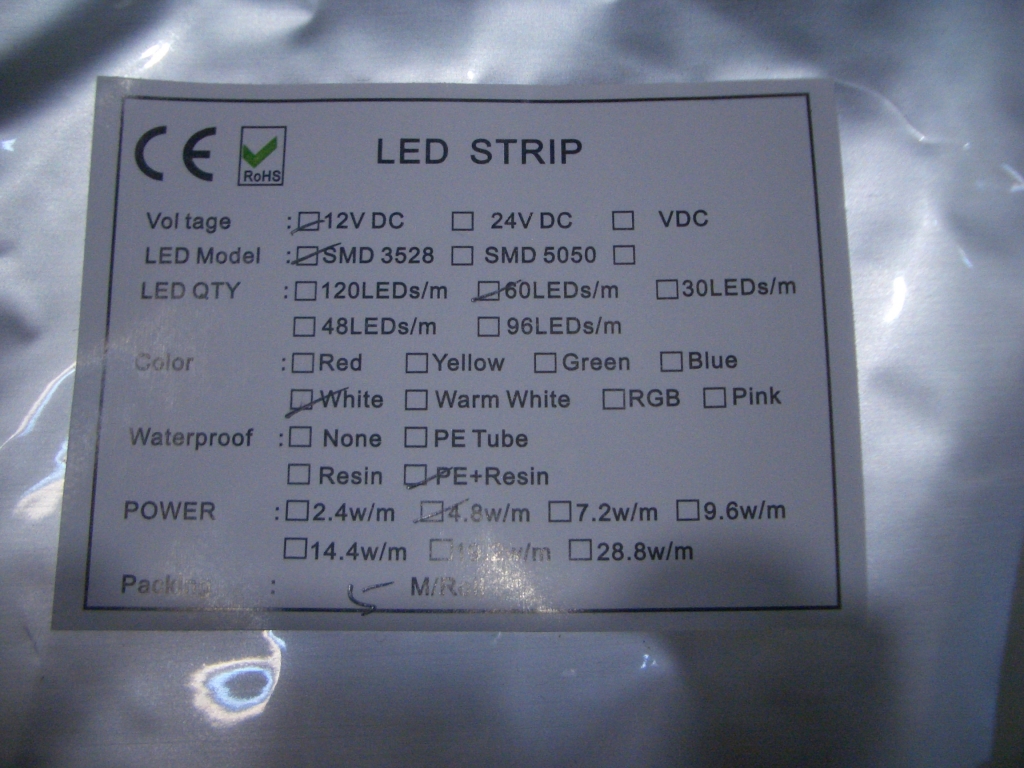 CE RoHS LED STRIP
Vol tage : 12V DC 24V DC VDC
LED Model : SMD 3528 SMD 5050
LED QTY : 120LEDs/m 60LEDs/m 30LEDs/m
48LEDs/m 96LEDs/m
Color : Red Yellow Green Blue
White Warm White RGB Pink
Waterproof : None PE Tube
Resin PE+Resin
POWER : 2.4w/m 4.8w/m 7.2w/m 9.6w/m
14.4w/m 28.8w/m
Packing : 5